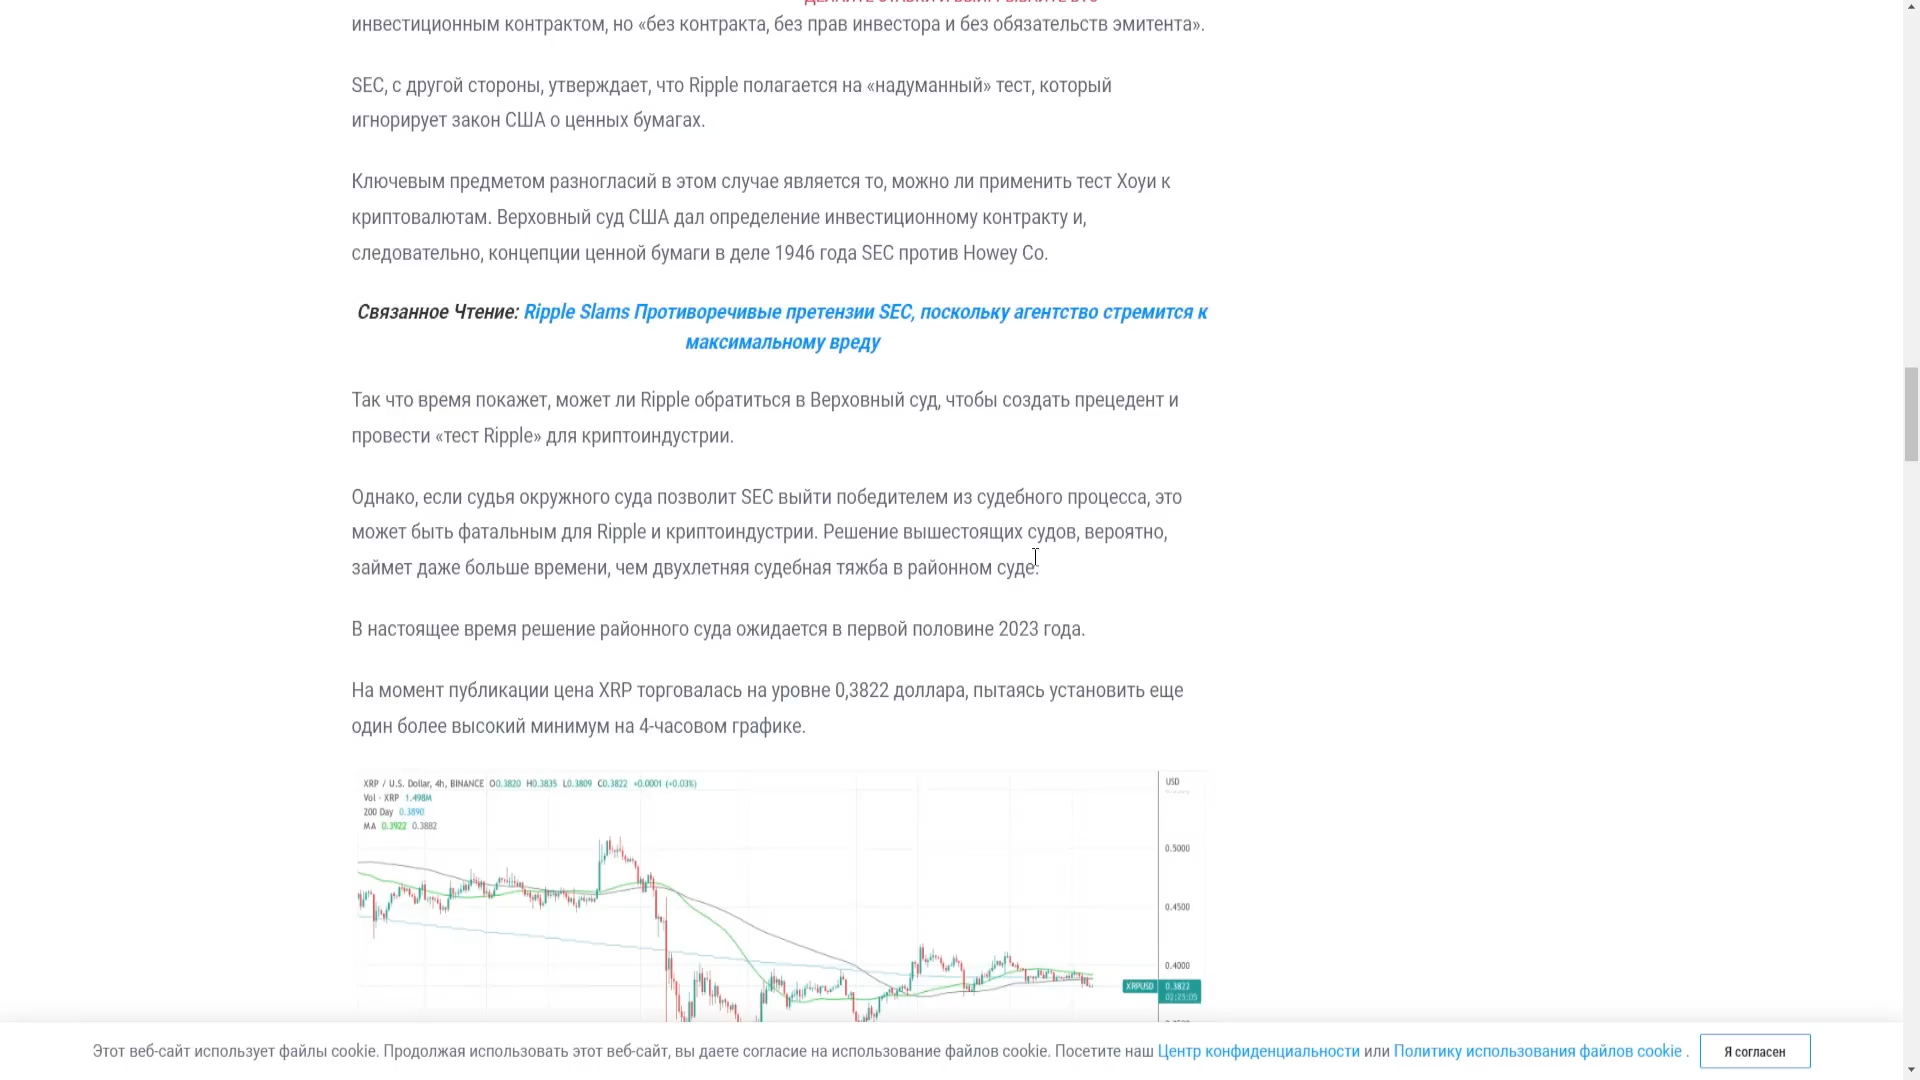 инвестиционным контрактом, но «без контракта, без прав инвестора и без обязательств эмитента».
SEC, с другой стороны, утверждает, что Ripple полагается на «надуманный» тест, который
игнорирует закон США о ценных бумагах.
Ключевым предметом разногласий в этом случае является то, можно ли применить тест Хоуи к
криптовалютам. Верховный суд США дал определение инвестиционному контракту и,
следовательно, концепции ценной бумаги в деле 1946 года SEC против Howey Co.
Связанное Чтение: Ripple Slams Противоречивые претензии SEC, поскольку агентство стремится к
максимальному вреду
Так что время покажет, может ли Ripple обратиться в Верховный суд, чтобы создать прецедент и
провести «тест Ripple» для криптоиндустрии.
Однако, если судья окружного суда позволит SEC выйти победителем из судебного процесса, это
может быть фатальным для Ripple и криптоиндустрии. Решение вышестоящих судов, вероятно,
займет даже больше времени, чем двухлетняя судебная тяжба в районном суде.
В настоящее время решение районного суда ожидается в первой половине 2023 года.
На момент публикации цена XRP торговалась на уровне 0,3822 доллара, пытаясь установить еще
один более высокий минимум на 4-часовом графике.
XRP / U.S. Dollar, 4h, BINANCE O0.3820 H0.3835 L0.3809 C0.3822 +0.0001 (+0.03%)
Vol · XRP 1.498M
200 Day 0.3890
MA 0.3922 0.3882
USD
0.5000
0.4500
0.4000
XRPUSD 0.3822
02:25:05
Этот веб-сайт использует файлы cookie. Продолжая использовать этот веб-сайт, вы даете согласие на использование файлов cookie. Посетите наш Центр конфиденциальности или Политику использования файлов cookie .
Я согласен